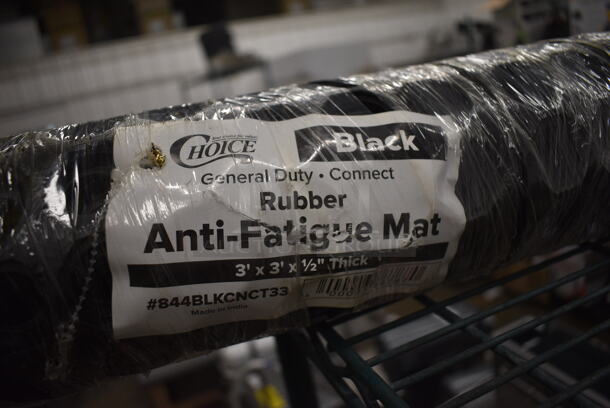 CHOICE
Black
General Duty • Connect
Rubber
Anti-Fatigue Mat
3' x 3' x ½" Thick
#844BLKCNCT33
Made in India